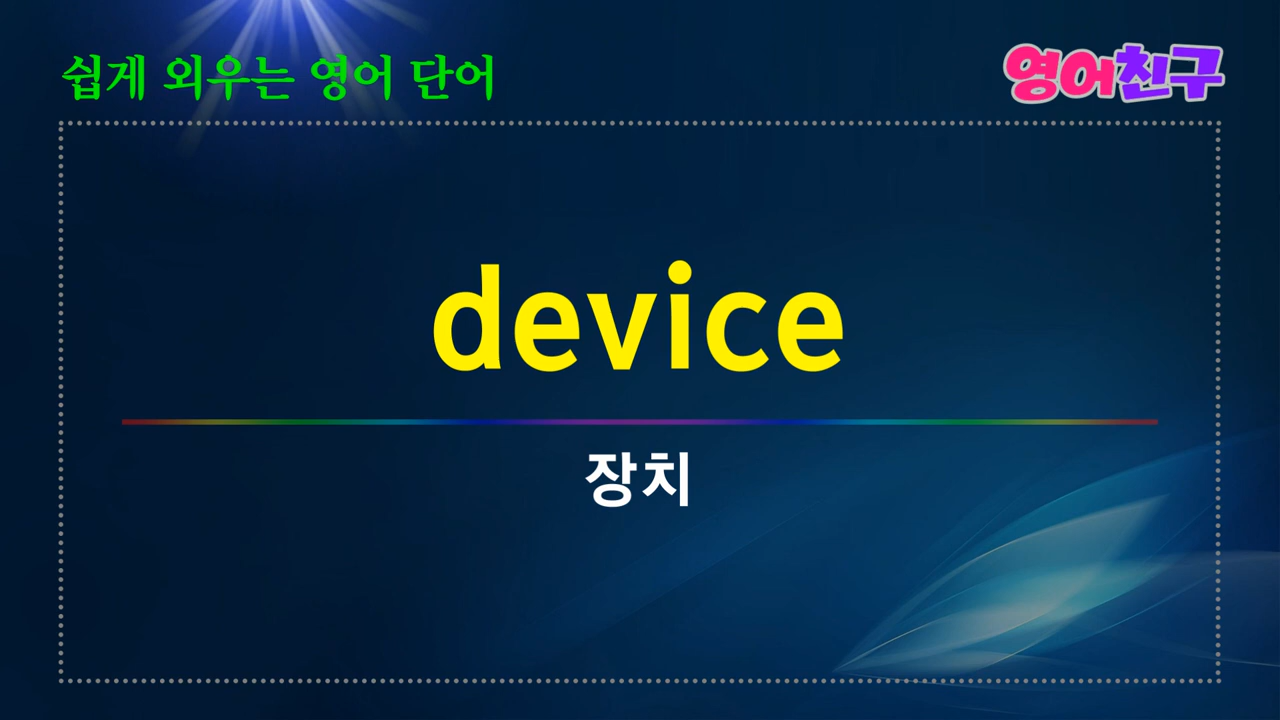 쉽게 외우는 영어 단어
영어친구
device
장치